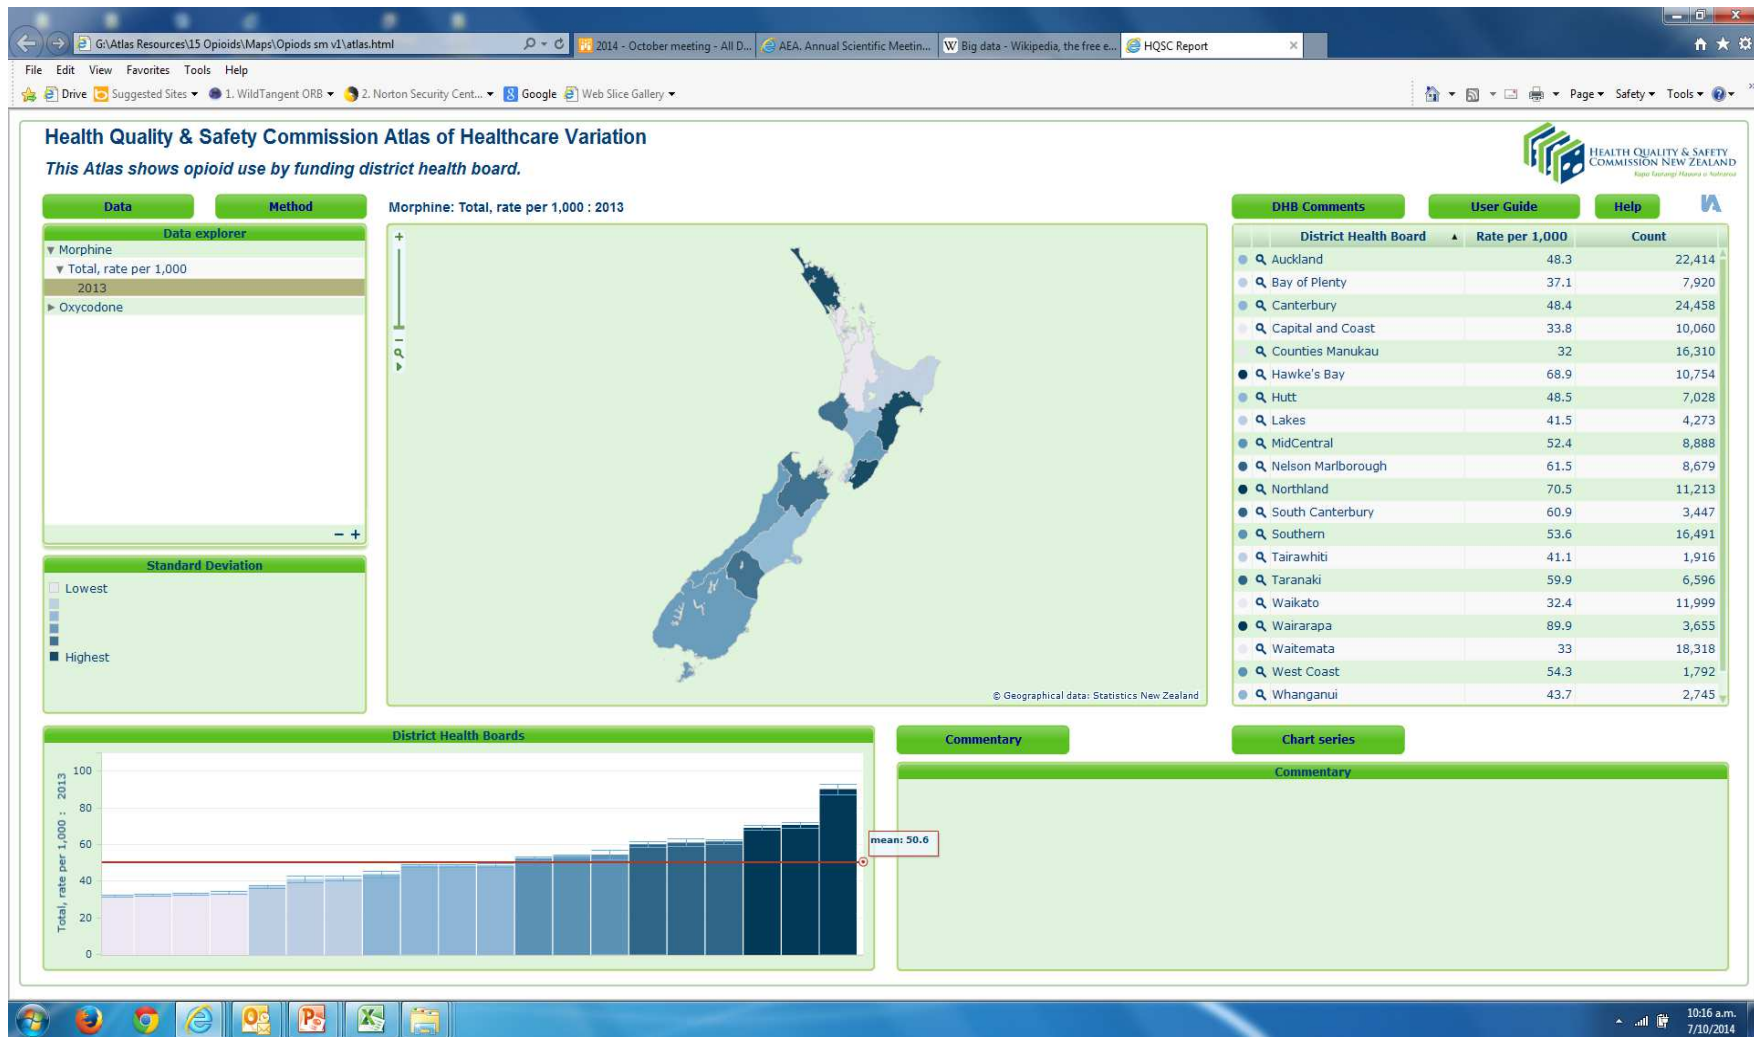 G:\Atlas Resources\15 Opioids\Maps\Opiods sm v1\atlas.html
2014 - October meeting - All D...
AEA, Annual Scientific Meetin...
Big data - Wikipedia, the free e...
HQSC Report
File Edit View Favorites Tools Help
Drive Suggested Sites 1. WildTangent ORB 2. Norton Security Cent... Google Web Slice Gallery
Page Safety Tools
Health Quality & Safety Commission Atlas of Healthcare Variation
This Atlas shows opioid use by funding district health board.
HEALTH QUALITY & SAFETY
COMMISSION NEW ZEALAND
Data Method
Morphine: Total, rate per 1,000 : 2013
DHB Comments User Guide Help
Data explorer
Morphine
Total, rate per 1,000
2013
Oxycodone
- +
Standard Deviation
Lowest
Highest
© Geographical data: Statistics New Zealand
District Health Board Rate per 1,000 Count
Auckland 48.3 22,414
Bay of Plenty 37.1 7,920
Canterbury 48.4 24,458
Capital and Coast 33.8 10,060
Counties Manukau 32 16,310
Hawke's Bay 68.9 10,754
Hutt 48.5 7,028
Lakes 41.5 4,273
MidCentral 52.4 8,888
Nelson Marlborough 61.5 8,679
Northland 70.5 11,213
South Canterbury 60.9 3,447
Southern 53.6 16,491
Tairawhiti 41.1 1,916
Taranaki 59.9 6,596
Waikato 32.4 11,999
Wairarapa 89.9 3,655
Waitemata 33 18,318
West Coast 54.3 1,792
Whanganui 43.7 2,745
District Health Boards
Total, rate per 1,000 : 2013
100
80
60
40
20
0
mean: 50.6
Commentary
Chart series
Commentary
10:16 a.m.
7/10/2014